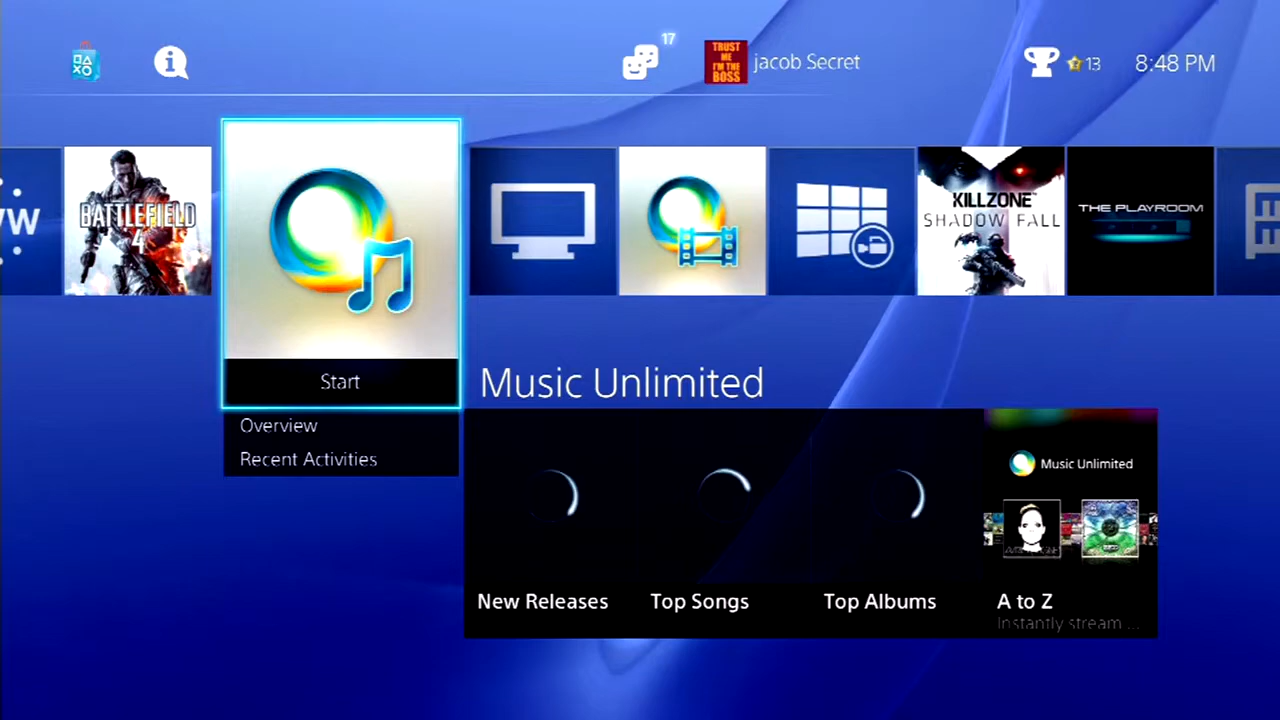 17
TRUST
ME
I'M THE
BOSS
jacob Secret
13
8:48 PM
BATTLEFIELD
4
KILLZONE
SHADOW FALL
THE PLAYROOM
Start
Music Unlimited
Overview
Recent Activities
Music Unlimited
New Releases
Top Songs
Top Albums
A to Z
Instantly stream ...